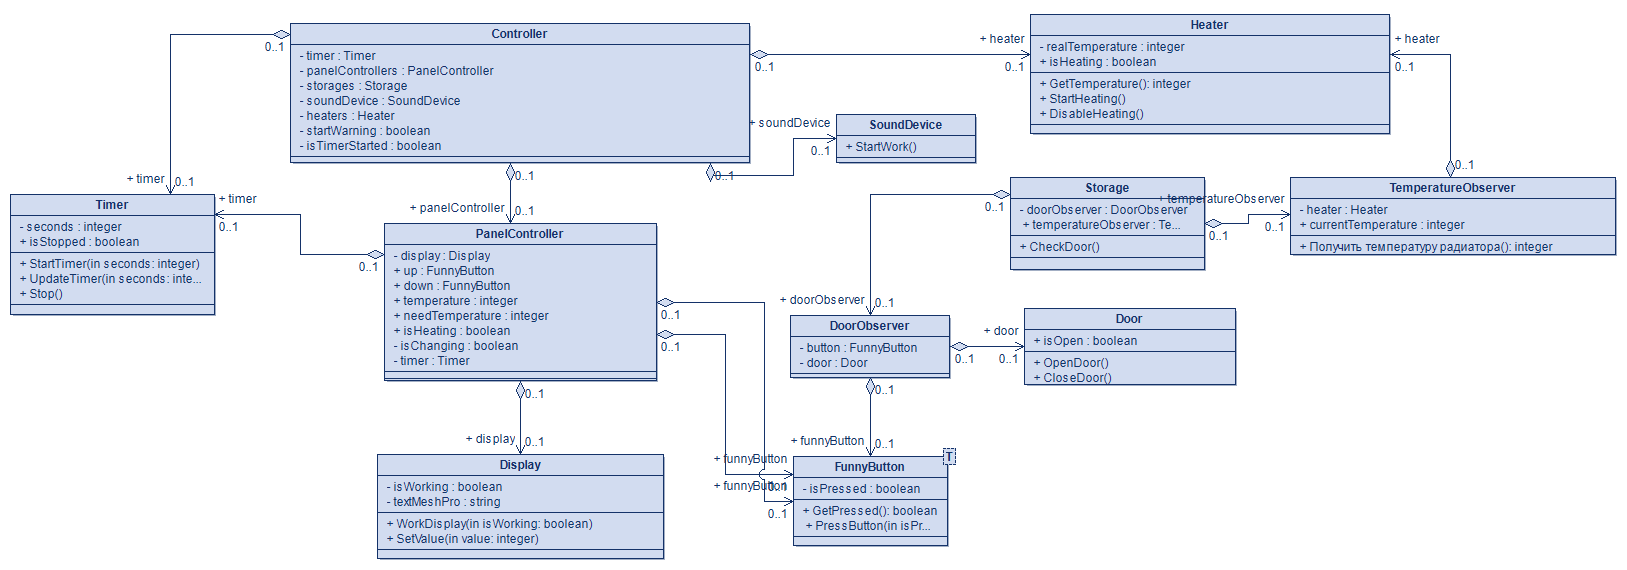 Controller
- timer : Timer
- panelControllers : PanelController
- storages : Storage
- soundDevice : SoundDevice
- heaters : Heater
- startWarning : boolean
- isTimerStarted : boolean
0..1
0..1
+ heater
0..1
Heater
- realTemperature : integer
+ isHeating : boolean
+ GetTemperature(): integer
+ StartHeating()
+ DisableHeating()
+ heater
0..1
+ soundDevice
0..1
SoundDevice
+ StartWork()
0..1
0..1
+ timer
0..1
+ panelController
0..1
Timer
- seconds : integer
+ isStopped : boolean
+ StartTimer(in seconds: integer)
+ UpdateTimer(in seconds: inte...
+ Stop()
+ timer
0..1
0..1
PanelController
- display : Display
+ up : FunnyButton
+ down : FunnyButton
+ temperature : integer
+ needTemperature : integer
+ isHeating : boolean
- isChanging : boolean
- timer : Timer
0..1
0..1
0..1
Storage
- doorObserver : DoorObserver
+ temperatureObserver : Te...
+ CheckDoor()
0..1
0..1
+ temperatureObserver
0..1
0..1
TemperatureObserver
- heater : Heater
+ currentTemperature : integer
+ Получить температуру радиатора(): integer
+ doorObserver
0..1
DoorObserver
- button : FunnyButton
- door : Door
0..1
+ door
0..1
Door
+ isOpen : boolean
+ OpenDoor()
+ CloseDoor()
0..1
+ display
0..1
Display
- isWorking : boolean
- textMeshPro : string
+ WorkDisplay(in isWorking: boolean)
+ SetValue(in value: integer)
+ funnyButton
0..1
+ funnyButton
0..1
+ funnyButton
0..1
T
FunnyButton
- isPressed : boolean
+ GetPressed(): boolean
+ PressButton(in isPr...